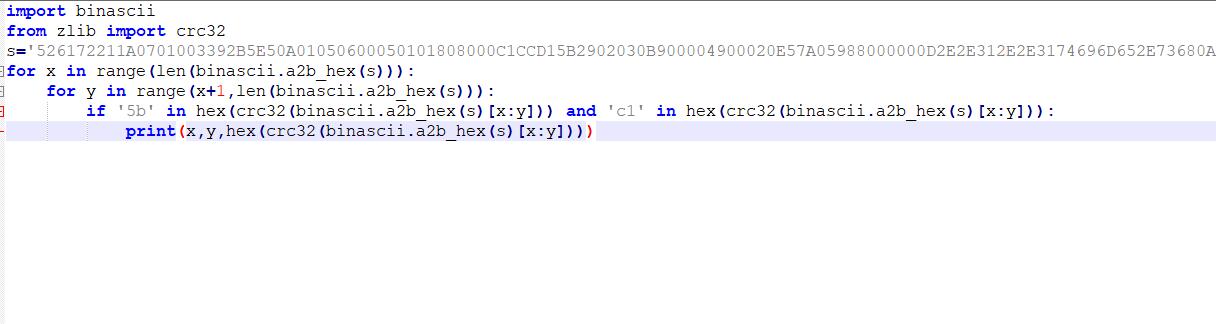 import binascii
from zlib import crc32
s='526172211A0701003392B5E50A01050600050101808000C1CCD15B2902030B900004900020E57A05988000000D2E2E312E2E3174696D652E73680A
for x in range(len(binascii.a2b_hex(s))):
    for y in range(x+1,len(binascii.a2b_hex(s))):
        if '5b' in hex(crc32(binascii.a2b_hex(s)[x:y])) and 'c1' in hex(crc32(binascii.a2b_hex(s)[x:y])):
            print(x,y,hex(crc32(binascii.a2b_hex(s)[x:y])))